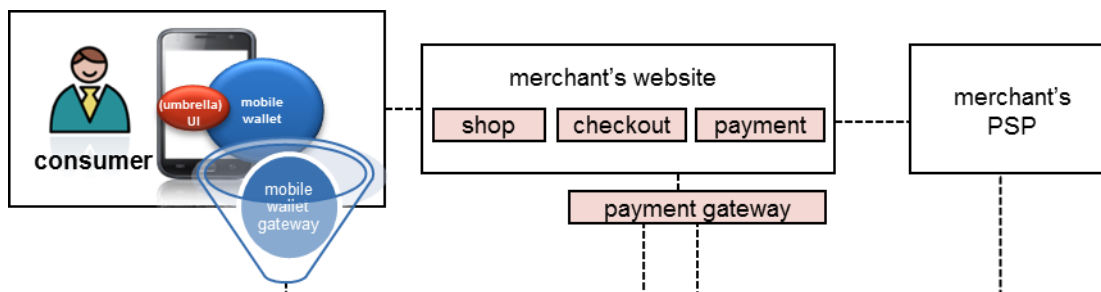 (umbrella)
UI
mobile
wallet
consumer
mobile
wallet
gateway
merchant’s website
shop
checkout
payment
payment gateway
merchant’s
PSP